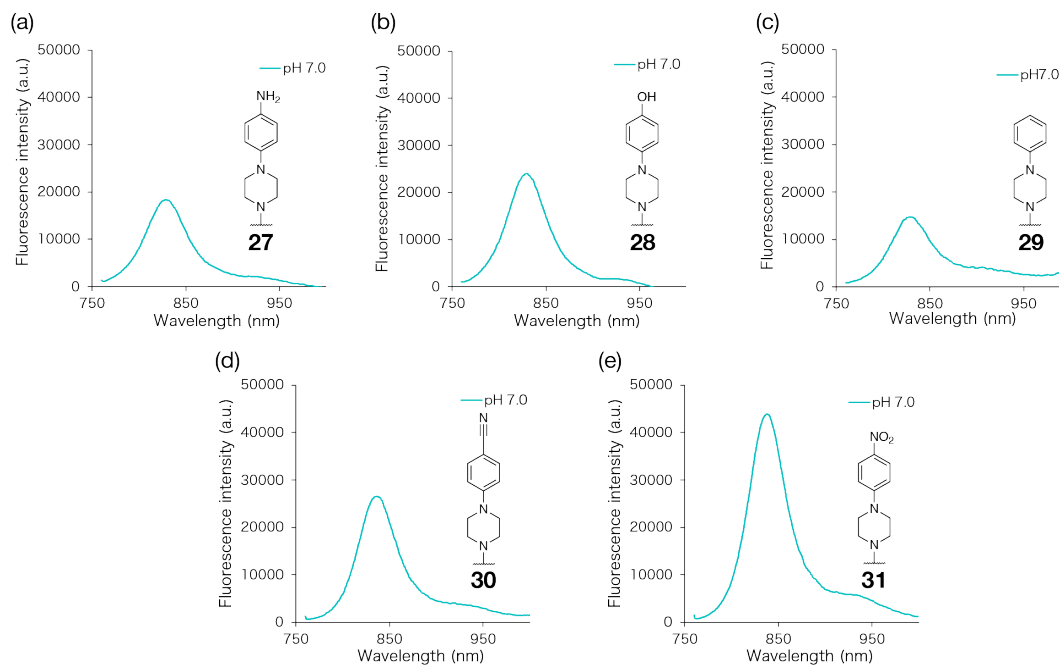 (a)
50000
40000
30000
20000
10000
0
750
850
950
Fluorescence intensity (a.u.)
Wavelength (nm)
pH 7.0
NH2
N
N
27
(b)
50000
40000
30000
20000
10000
0
750
850
950
Fluorescence intensity (a.u.)
Wavelength (nm)
pH 7.0
OH
N
N
28
(c)
50000
40000
30000
20000
10000
0
750
850
950
Fluorescence intensity (a.u.)
Wavelength (nm)
pH7.0
N
N
29
(d)
50000
40000
30000
20000
10000
0
750
850
950
Fluorescence intensity (a.u.)
Wavelength (nm)
pH 7.0
N
N
N
30
(e)
50000
40000
30000
20000
10000
0
750
850
950
Fluorescence intensity (a.u.)
Wavelength (nm)
pH 7.0
NO2
N
N
31